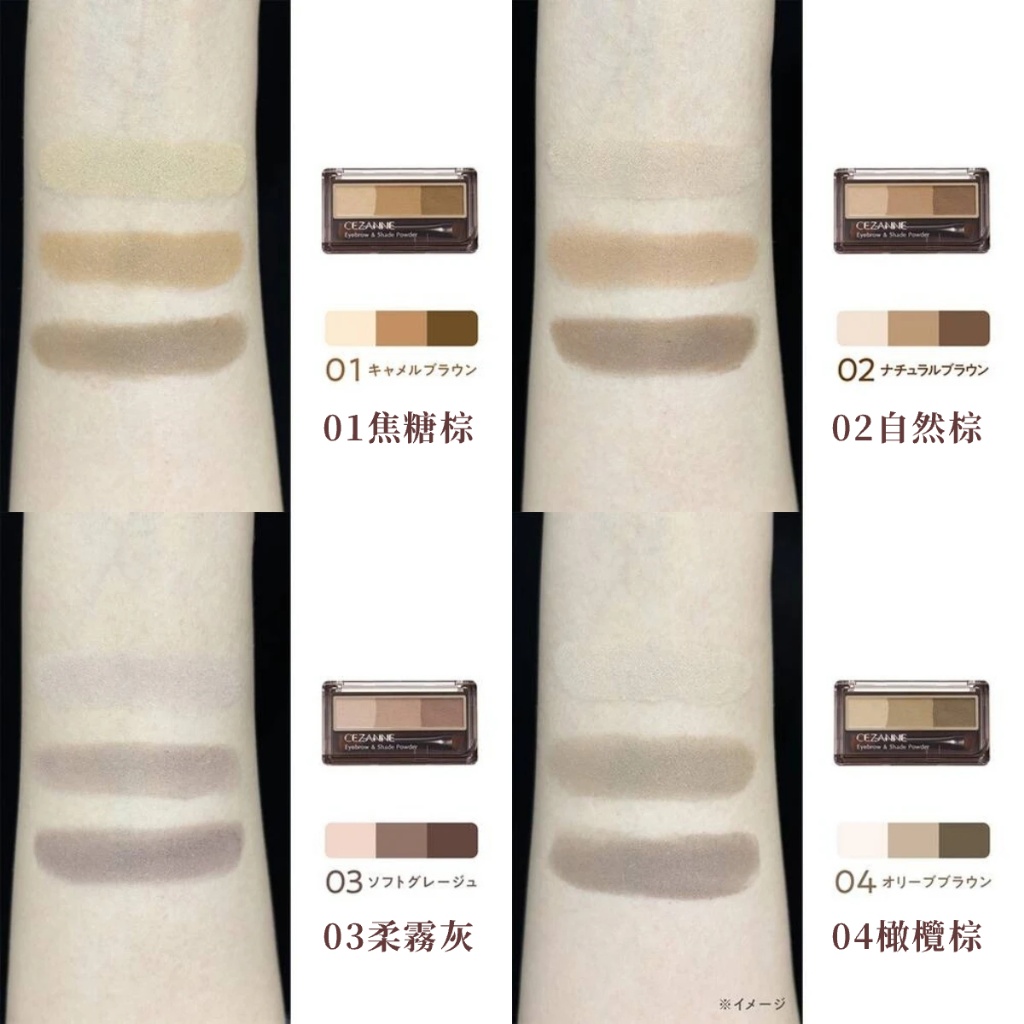 CEZANNE
Eyebrow & Shade Powder
01 キャメルブラウン
01焦糖棕
CEZANNE
Eyebrow & Shade Powder
02 ナチュラルブラウン
02自然棕
CEZANNE
Eyebrow & Shade Powder
03 ソフトグレージュ
03柔霧灰
CEZANNE
Eyebrow & Shade Powder
04 オリーブブラウン
04橄欖棕
※イメージ